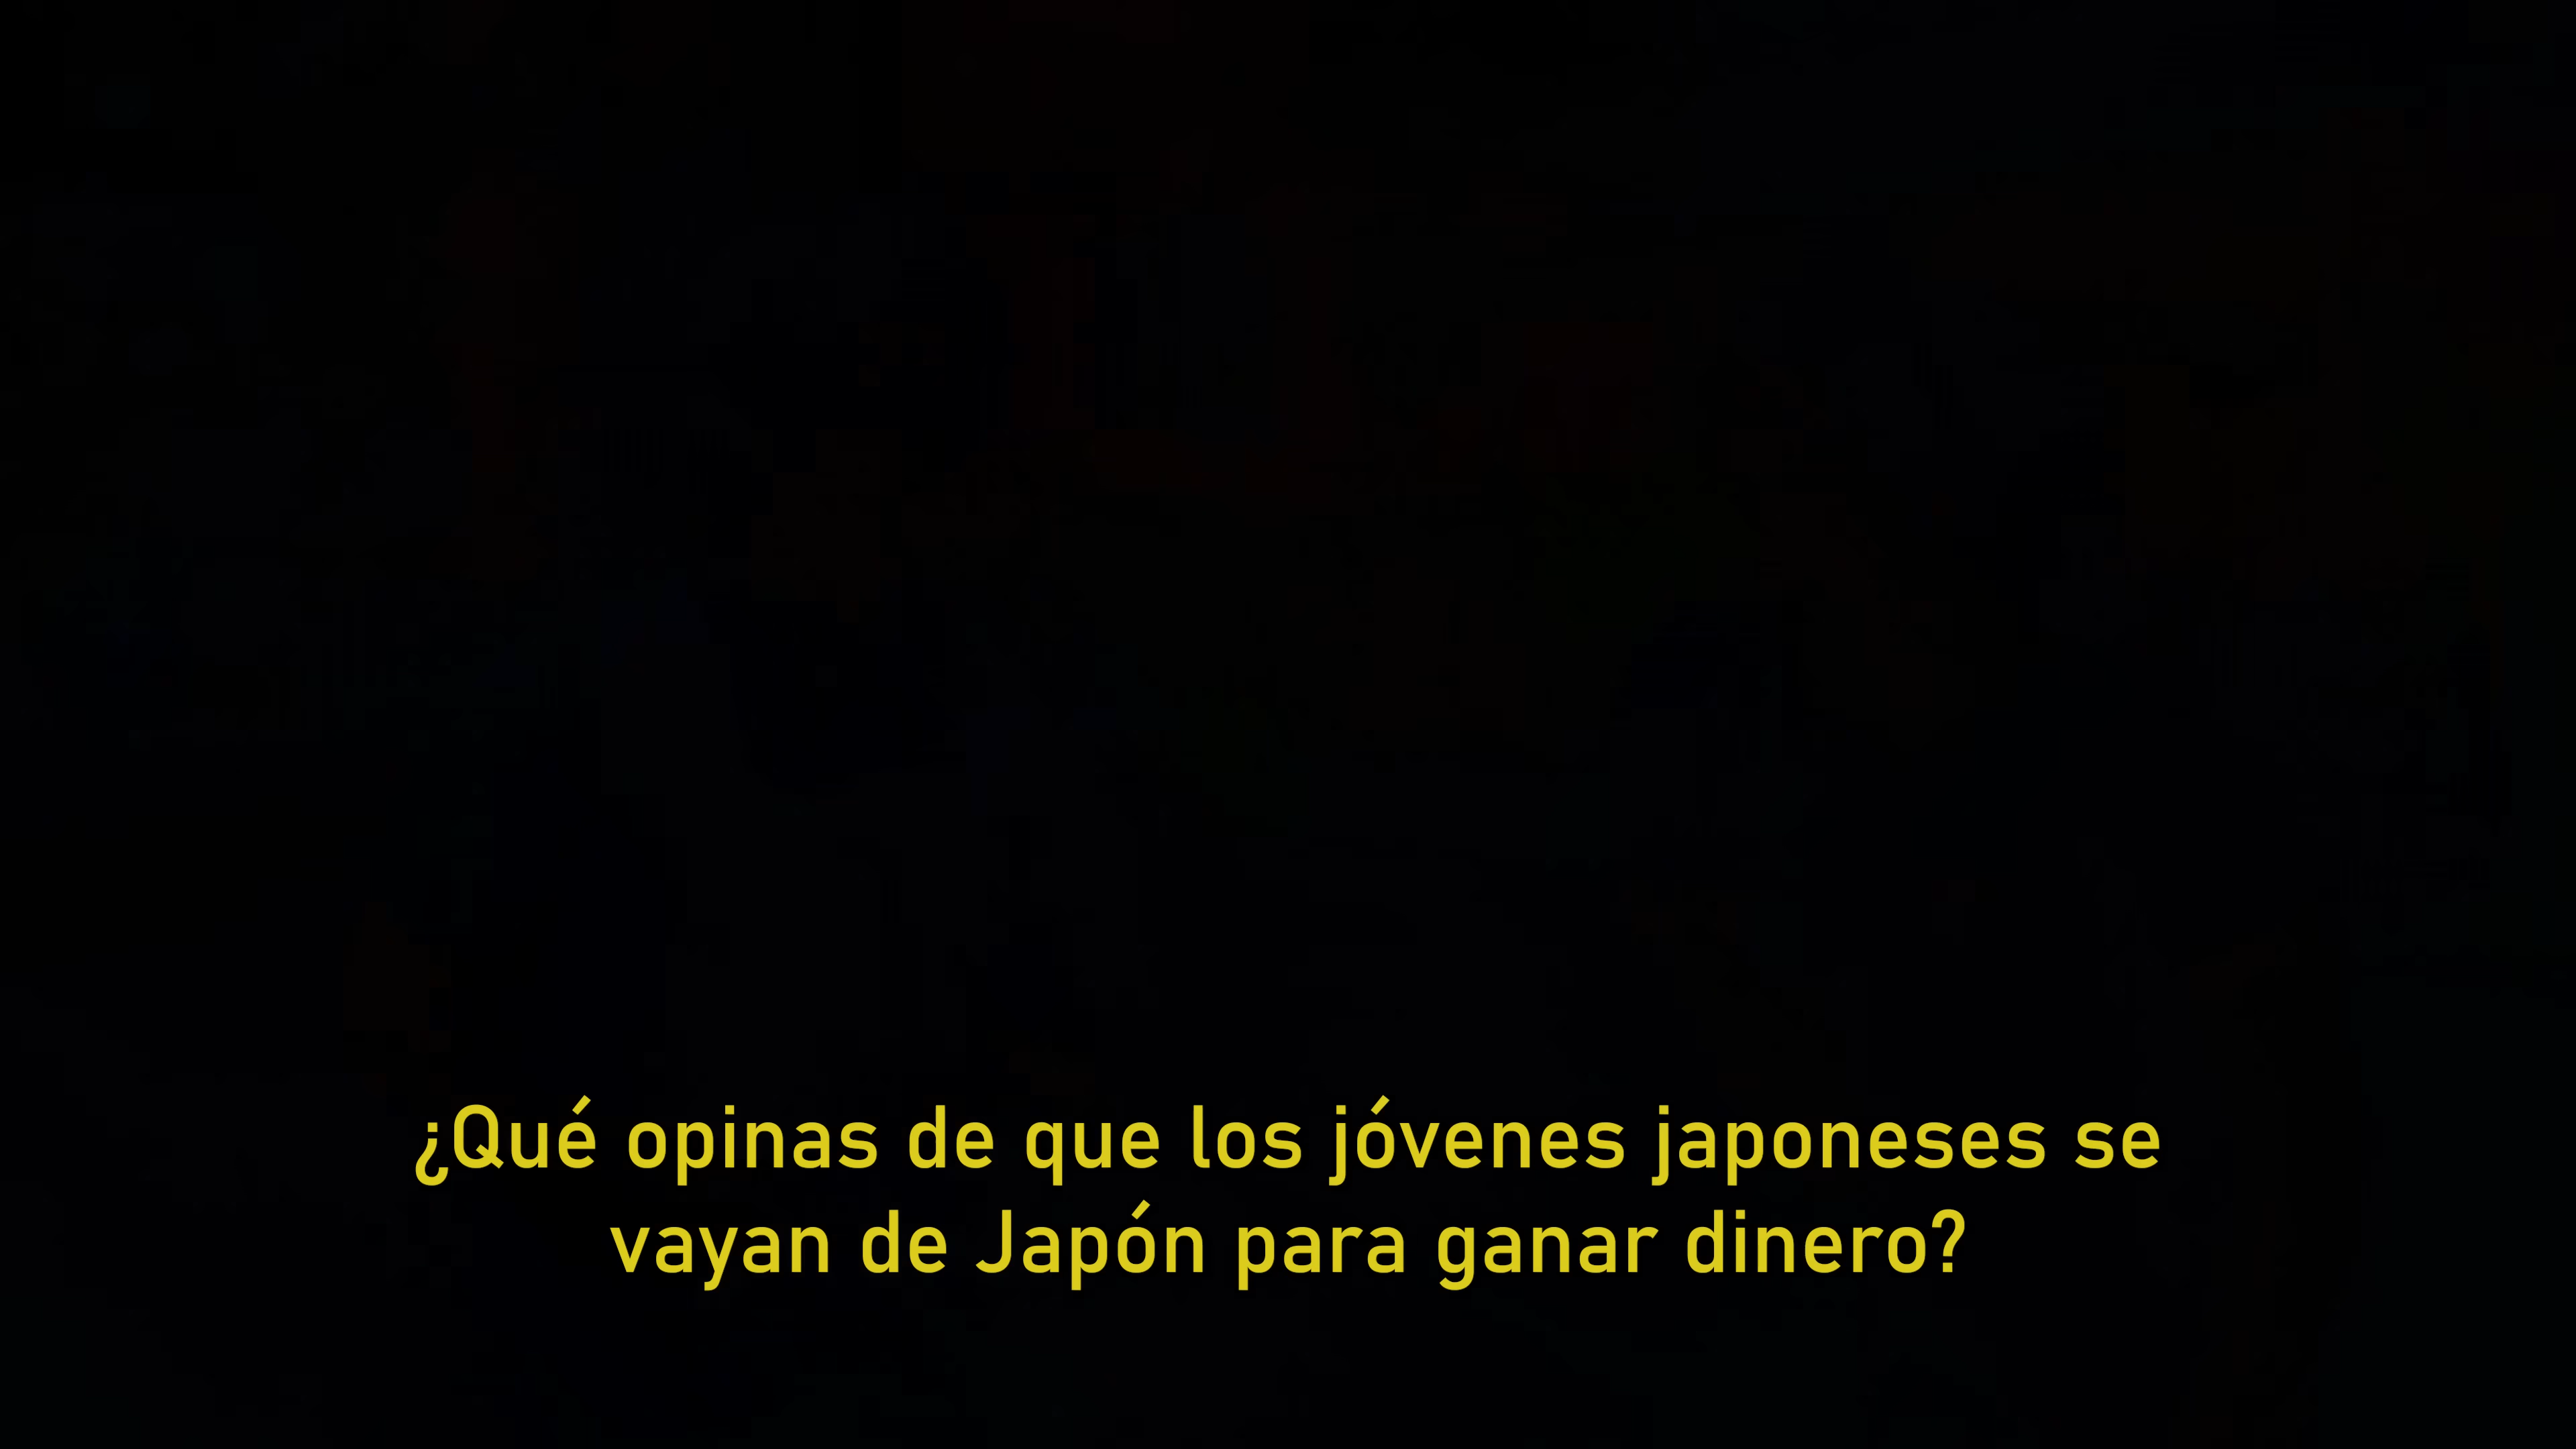 ¿Qué opinas de que los jóvenes japoneses se
vayan de Japón para ganar dinero?